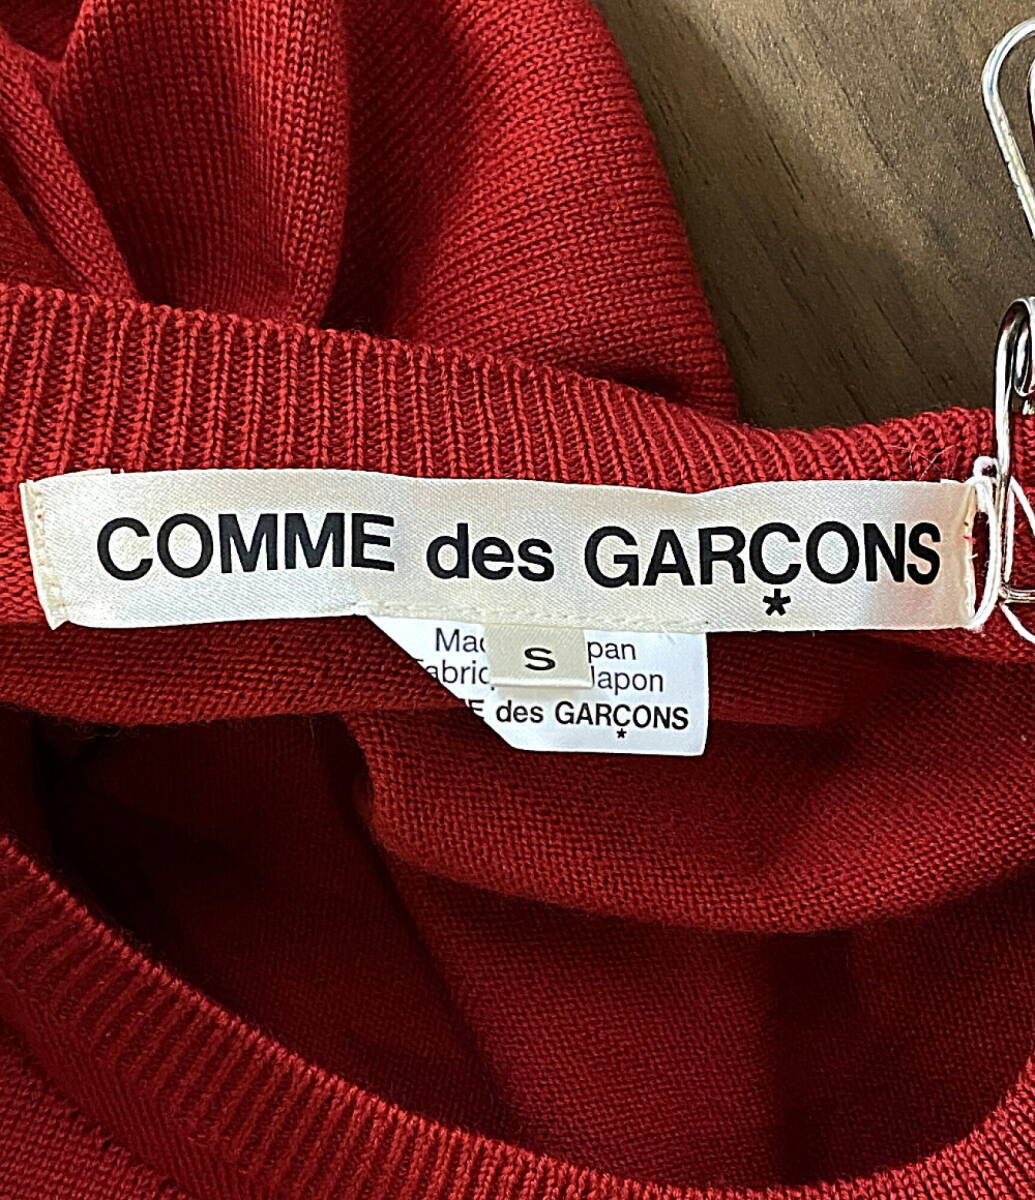 COMME des GARÇONS
*
S
pan
Japon
des GARÇONS
*